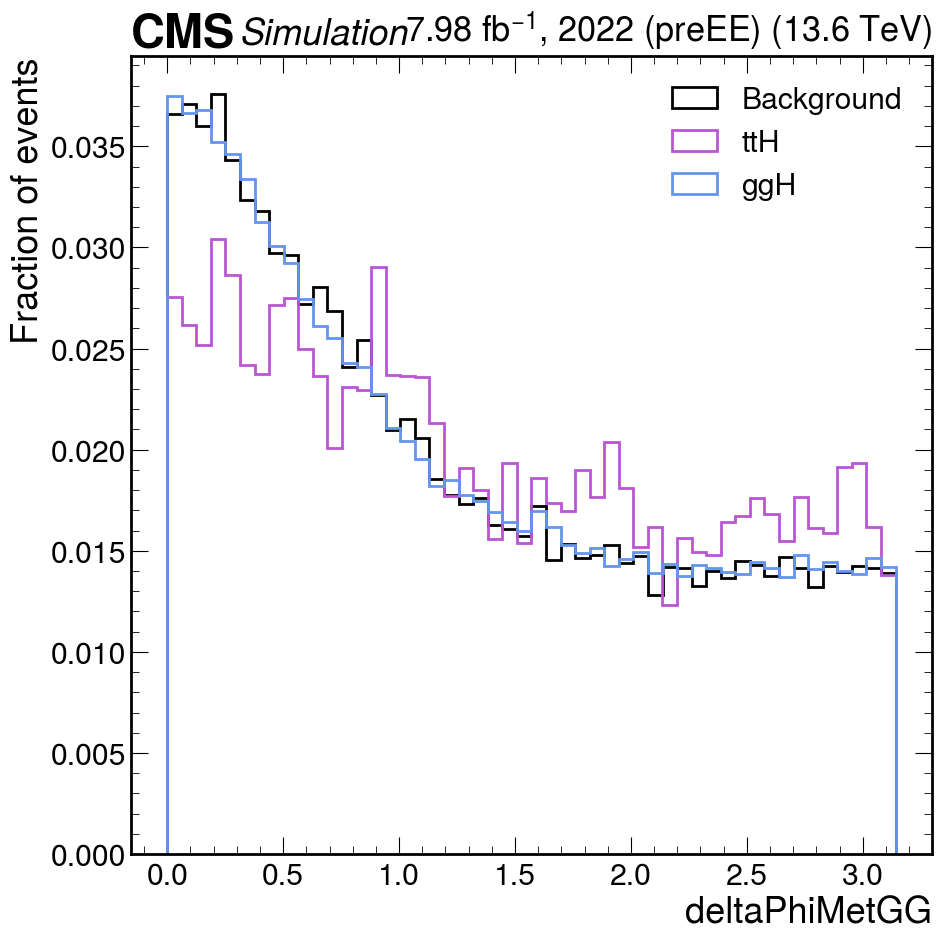 CMS Simulation 7.98 fb⁻¹, 2022 (preEE) (13.6 TeV)
Fraction of events
Background
ttH
ggH
0.035
0.030
0.025
0.020
0.015
0.010
0.005
0.000
0.0 0.5 1.0 1.5 2.0 2.5 3.0
deltaPhiMetGG